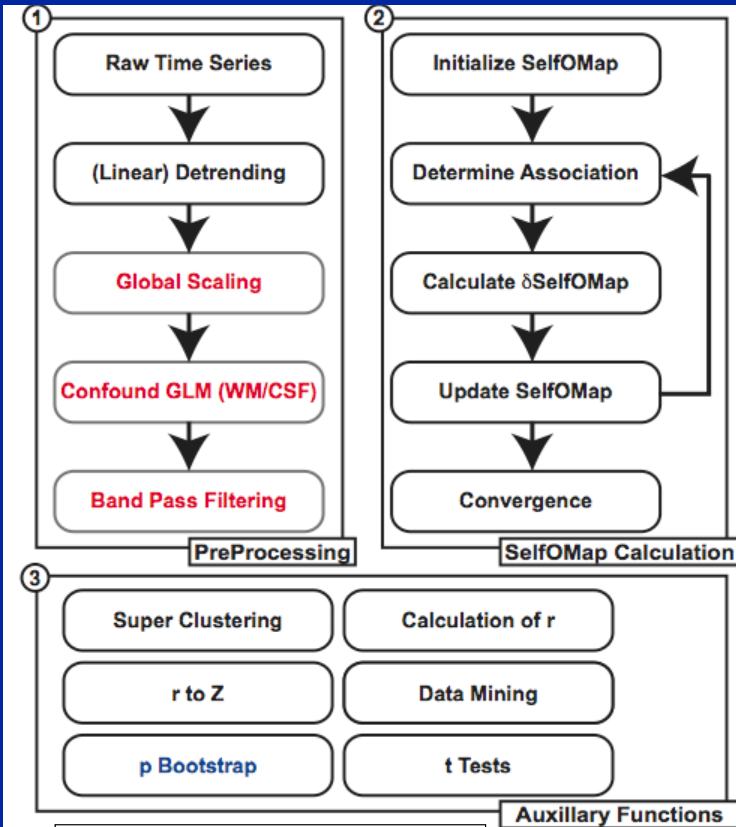 1
Raw Time Series
(Linear) Detrending
Global Scaling
Confound GLM (WM/CSF)
Band Pass Filtering
PreProcessing
2
Initialize SelfOMap
Determine Association
Calculate δSelfOMap
Update SelfOMap
Convergence
SelfOMap Calculation
3
Super Clustering
Calculation of r
r to Z
Data Mining
p Bootstrap
t Tests
Auxillary Functions